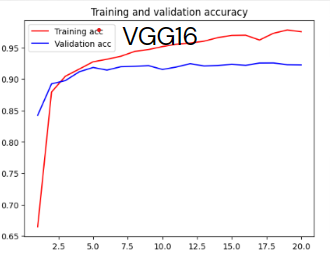 Training and validation accuracy
Training acc
Validation acc
VGG16
0.95
0.90
0.85
0.80
0.75
0.70
0.65
2.5 5.0 7.5 10.0 12.5 15.0 17.5 20.0